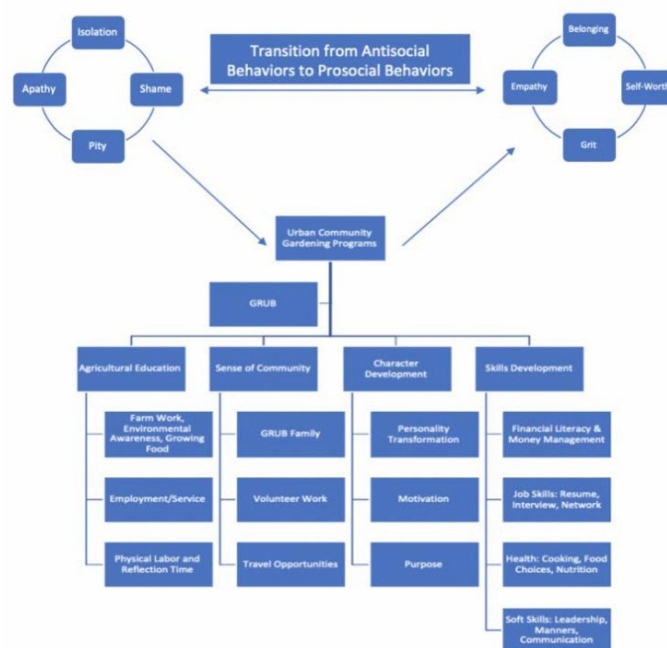 Isolation
Belonging
Transition from Antisocial
Behaviors to Prosocial Behaviors
Apathy
Shame
Empathy
Self-Worth
Pity
Grit
Urban Community
Gardening Programs
GRUB
Agricultural Education
Sense of Community
Character
Development
Skills Development
Farm Work,
Environmental
Awareness, Growing
Food
GRUB Family
Personality
Transformation
Financial Literacy &
Money Management
Employment/Service
Volunteer Work
Motivation
Job Skills: Resume,
Interview, Network
Physical Labor and
Reflection Time
Travel Opportunities
Purpose
Health: Cooking, Food
Choices, Nutrition
Soft Skills: Leadership,
Manners,
Communication